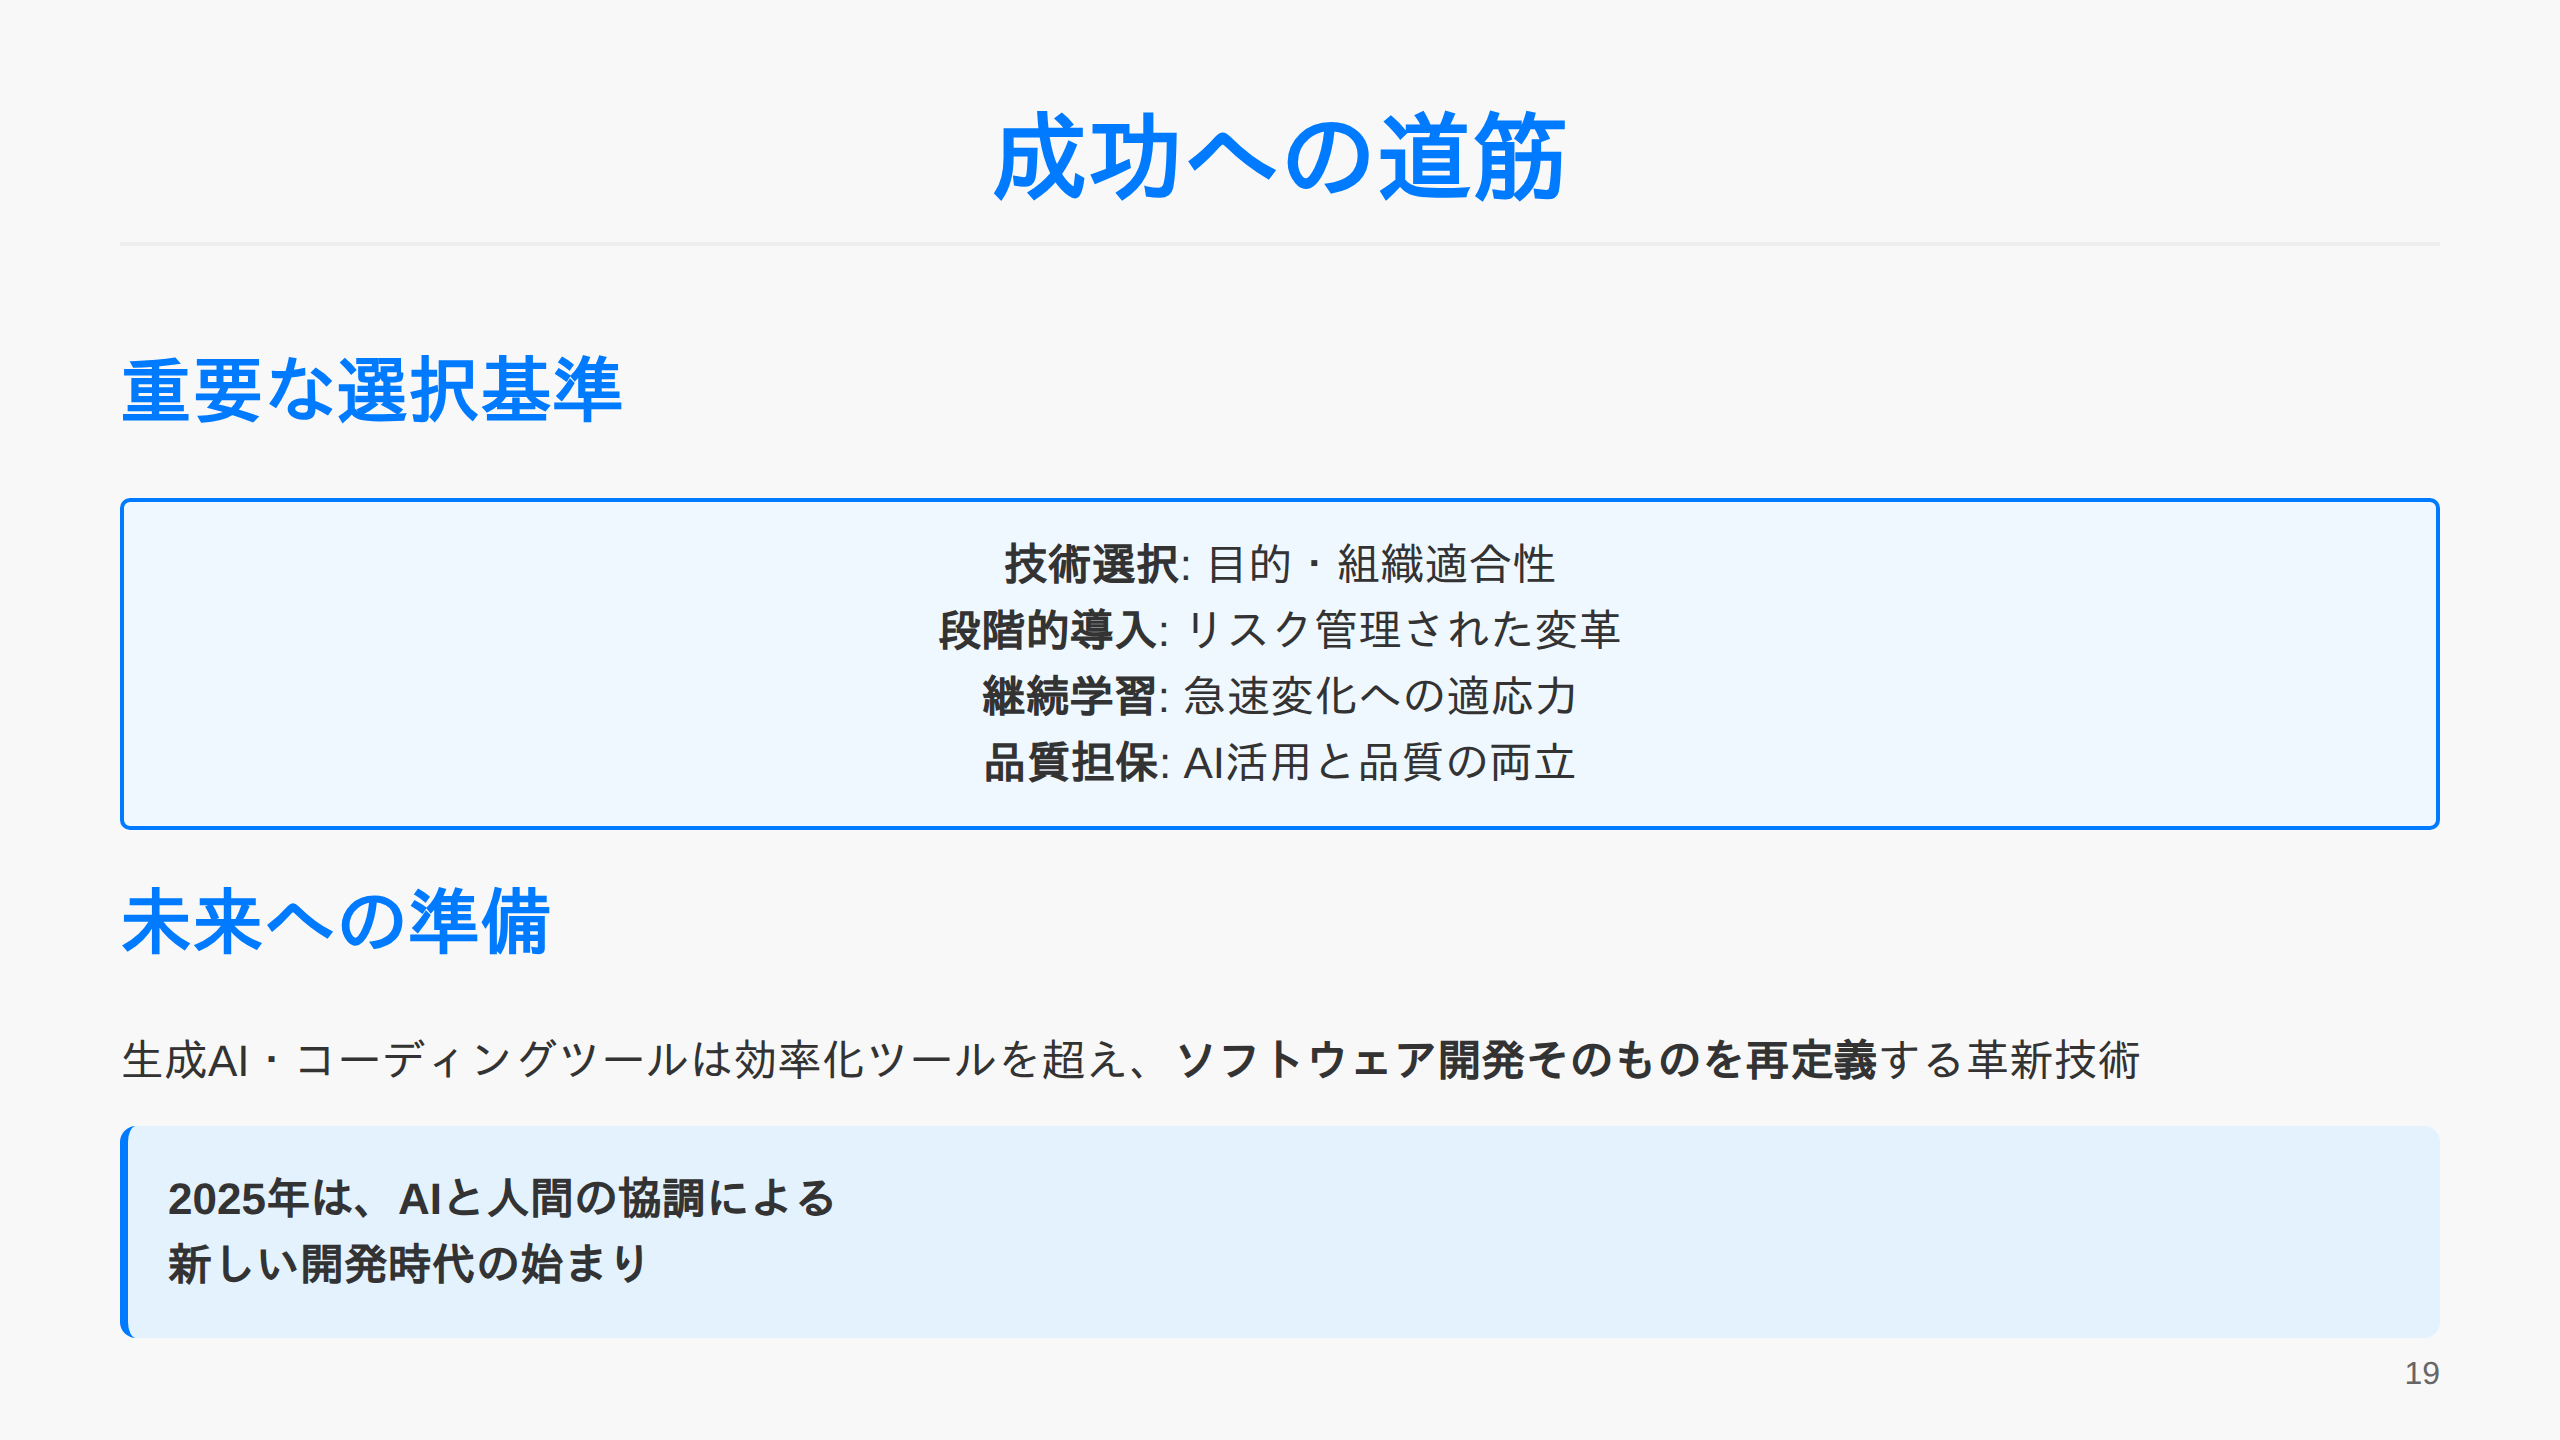 成功への道筋
重要な選択基準
技術選択: 目的・組織適合性
段階的導入: リスク管理された変革
継続学習: 急速変化への適応力
品質担保: AI活用と品質の両立
未来への準備
生成AI・コーディングツールは効率化ツールを超え、ソフトウェア開発そのものを再定義する革新技術
2025年は、AIと人間の協調による
新しい開発時代の始まり
19